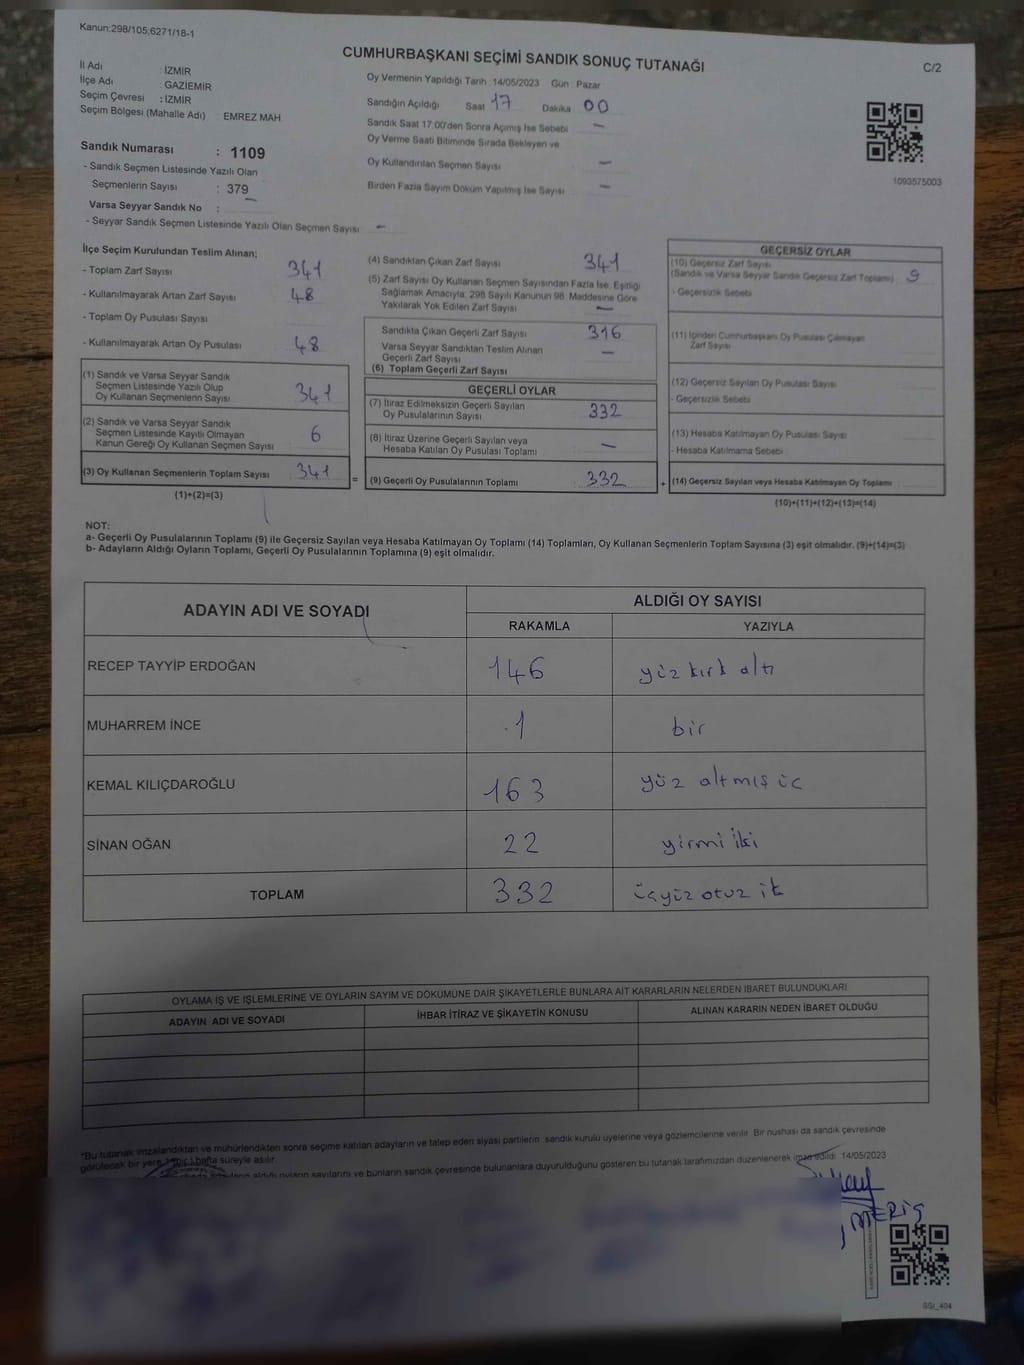 Kanun:298/105;6271/18-1
CUMHURBAŞKANI SEÇİMİ SANDIK SONUÇ TUTANAĞI
C/2
İl Adı : İZMİR
İlçe Adı : GAZİEMİR
Seçim Çevresi : İZMİR
Seçim Bölgesi (Mahalle Adı) : EMREZ MAH.
Sandık Numarası : 1109
- Sandık Seçmen Listesinde Yazılı Olan
Seçmenlerin Sayısı : 379
Varsa Seyyar Sandık No : -
- Seyyar Sandık Seçmen Listesinde Yazılı Olan Seçmen Sayısı -
Oy Vermenin Yapıldığı Tarih :14/05/2023 Gün : Pazar
Sandığın Açıldığı Saat 17 Dakika 00
Sandık Saat 17:00'den Sonra Açılmış İse Sebebi -
Oy Verme Saati Bitiminde Sırada Bekleyen ve
Oy Kullandırılan Seçmen Sayısı -
Birden Fazla Sayım Döküm Yapılmış İse Sayısı -
1093575003
İlçe Seçim Kurulundan Teslim Alınan;
- Toplam Zarf Sayısı 341
- Kullanılmayarak Artan Zarf Sayısı 48
- Toplam Oy Pusulası Sayısı
- Kullanılmayarak Artan Oy Pusulası 48
(1) Sandık ve Varsa Seyyar Sandık
Seçmen Listesinde Yazılı Olup
Oy Kullanan Seçmenlerin Sayısı 341
(2) Sandık ve Varsa Seyyar Sandık
Seçmen Listesinde Kayıtlı Olmayan
Kanun Gereği Oy Kullanan Seçmen Sayısı 6
(3) Oy Kullanan Seçmenlerin Toplam Sayısı 341
(1)+(2)=(3)
(4) Sandıktan Çıkan Zarf Sayısı 341
(5) Zarf Sayısı Oy Kullanan Seçmen Sayısından Fazla İse, Eşitliği
Sağlamak Amacıyla, 298 Sayılı Kanunun 98. Maddesine Göre
Yakılarak Yok Edilen Zarf Sayısı -
Sandıkta Çıkan Geçerli Zarf Sayısı 316
Varsa Seyyar Sandıktan Teslim Alınan
Geçerli Zarf Sayısı -
(6) Toplam Geçerli Zarf Sayısı
GEÇERLİ OYLAR
(7) İtiraz Edilmeksizin Geçerli Sayılan
Oy Pusulalarının Sayısı 332
(8) İtiraz Üzerine Geçerli Sayılan veya
Hesaba Katılan Oy Pusulası Toplamı -
= (9) Geçerli Oy Pusulalarının Toplamı 332
GEÇERSİZ OYLAR
(10) Geçersiz Zarf Sayısı
(Sandık ve Varsa Seyyar Sandık Geçersiz Zarf Toplamı) 9
- Geçersizlik Sebebi
(11) İçinden Cumhurbaşkanı Oy Pusulası Çıkmayan
Zarf Sayısı
(12) Geçersiz Sayılan Oy Pusulası Sayısı
- Geçersizlik Sebebi
(13) Hesaba Katılmayan Oy Pusulası Sayısı
- Hesaba Katılmama Sebebi
+ (14) Geçersiz Sayılan veya Hesaba Katılmayan Oy Toplamı
(10)+(11)+(12)+(13)=(14)
NOT:
a- Geçerli Oy Pusulalarının Toplamı (9) ile Geçersiz Sayılan veya Hesaba Katılmayan Oy Toplamı (14) Toplamları, Oy Kullanan Seçmenlerin Toplam Sayısına (3) eşit olmalıdır. (9)+(14)=(3)
b- Adayların Aldığı Oyların Toplamı, Geçerli Oy Pusulalarının Toplamına (9) eşit olmalıdır.
ADAYIN ADI VE SOYADI ALDIĞI OY SAYISI
RAKAMLA YAZIYLA
RECEP TAYYİP ERDOĞAN 146 yüz kırk altı
MUHARREM İNCE 1 bir
KEMAL KILIÇDAROĞLU 163 yüz altmış üc
SİNAN OĞAN 22 yirmi iki
TOPLAM 332 üçyüz otuz ik
OYLAMA İŞ VE İŞLEMLERİNE VE OYLARIN SAYIM VE DÖKÜMÜNE DAİR ŞİKAYETLERLE BUNLARA AİT KARARLARIN NELERDEN İBARET BULUNDUKLARI
ADAYIN ADI VE SOYADI İHBAR İTİRAZ VE ŞİKAYETİN KONUSU ALINAN KARARIN NEDEN İBARET OLDUĞU
*Bu tutanak imzalandıktan ve mühürlendikten sonra seçime katılan adayların ve talep eden siyasi partilerin sandık kurulu üyelerine veya gözlemcilerine verilir. Bir nushası da sandık çevresinde
görülecek bir yere 1 (bir) hafta süreyle asılır.
aldığı oyların sayılarını ve bunların sandık çevresinde bulunanlara duyurulduğunu gösteren bu tutanak tarafımızdan düzenlenerek imza edildi. 14/05/2023
MERİÇ